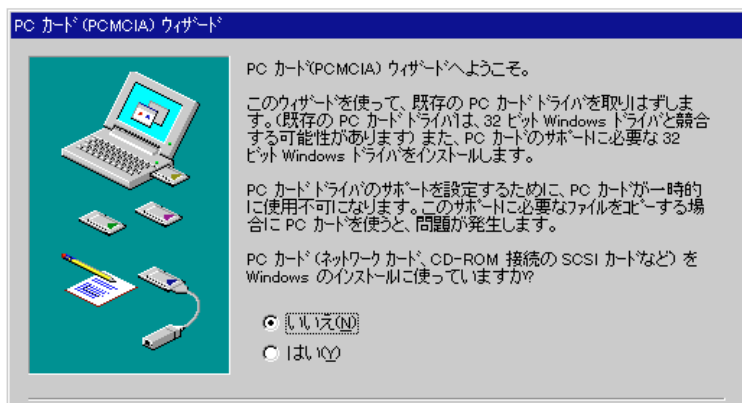 PC カード (PCMCIA) ウィザード
PC カード(PCMCIA) ウィザードへようこそ。
このウィザードを使って、既存の PC カード ドライバを取りはずしま
す。(既存の PC カード ドライバは、32 ビット Windows ドライバと競合
する可能性があります) また、PC カードのサポートに必要な 32
ビット Windows ドライバをインストールします。
PC カード ドライバのサポートを設定するために、PC カードが一時的
に使用不可になります。このサポートに必要なファイルをコピーする場
合に PC カードを使うと、問題が発生します。
PC カード (ネットワーク カード、CD-ROM 接続の SCSI カードなど) を
Windows のインストールに使っていますか?
いいえ(N)
はい(Y)